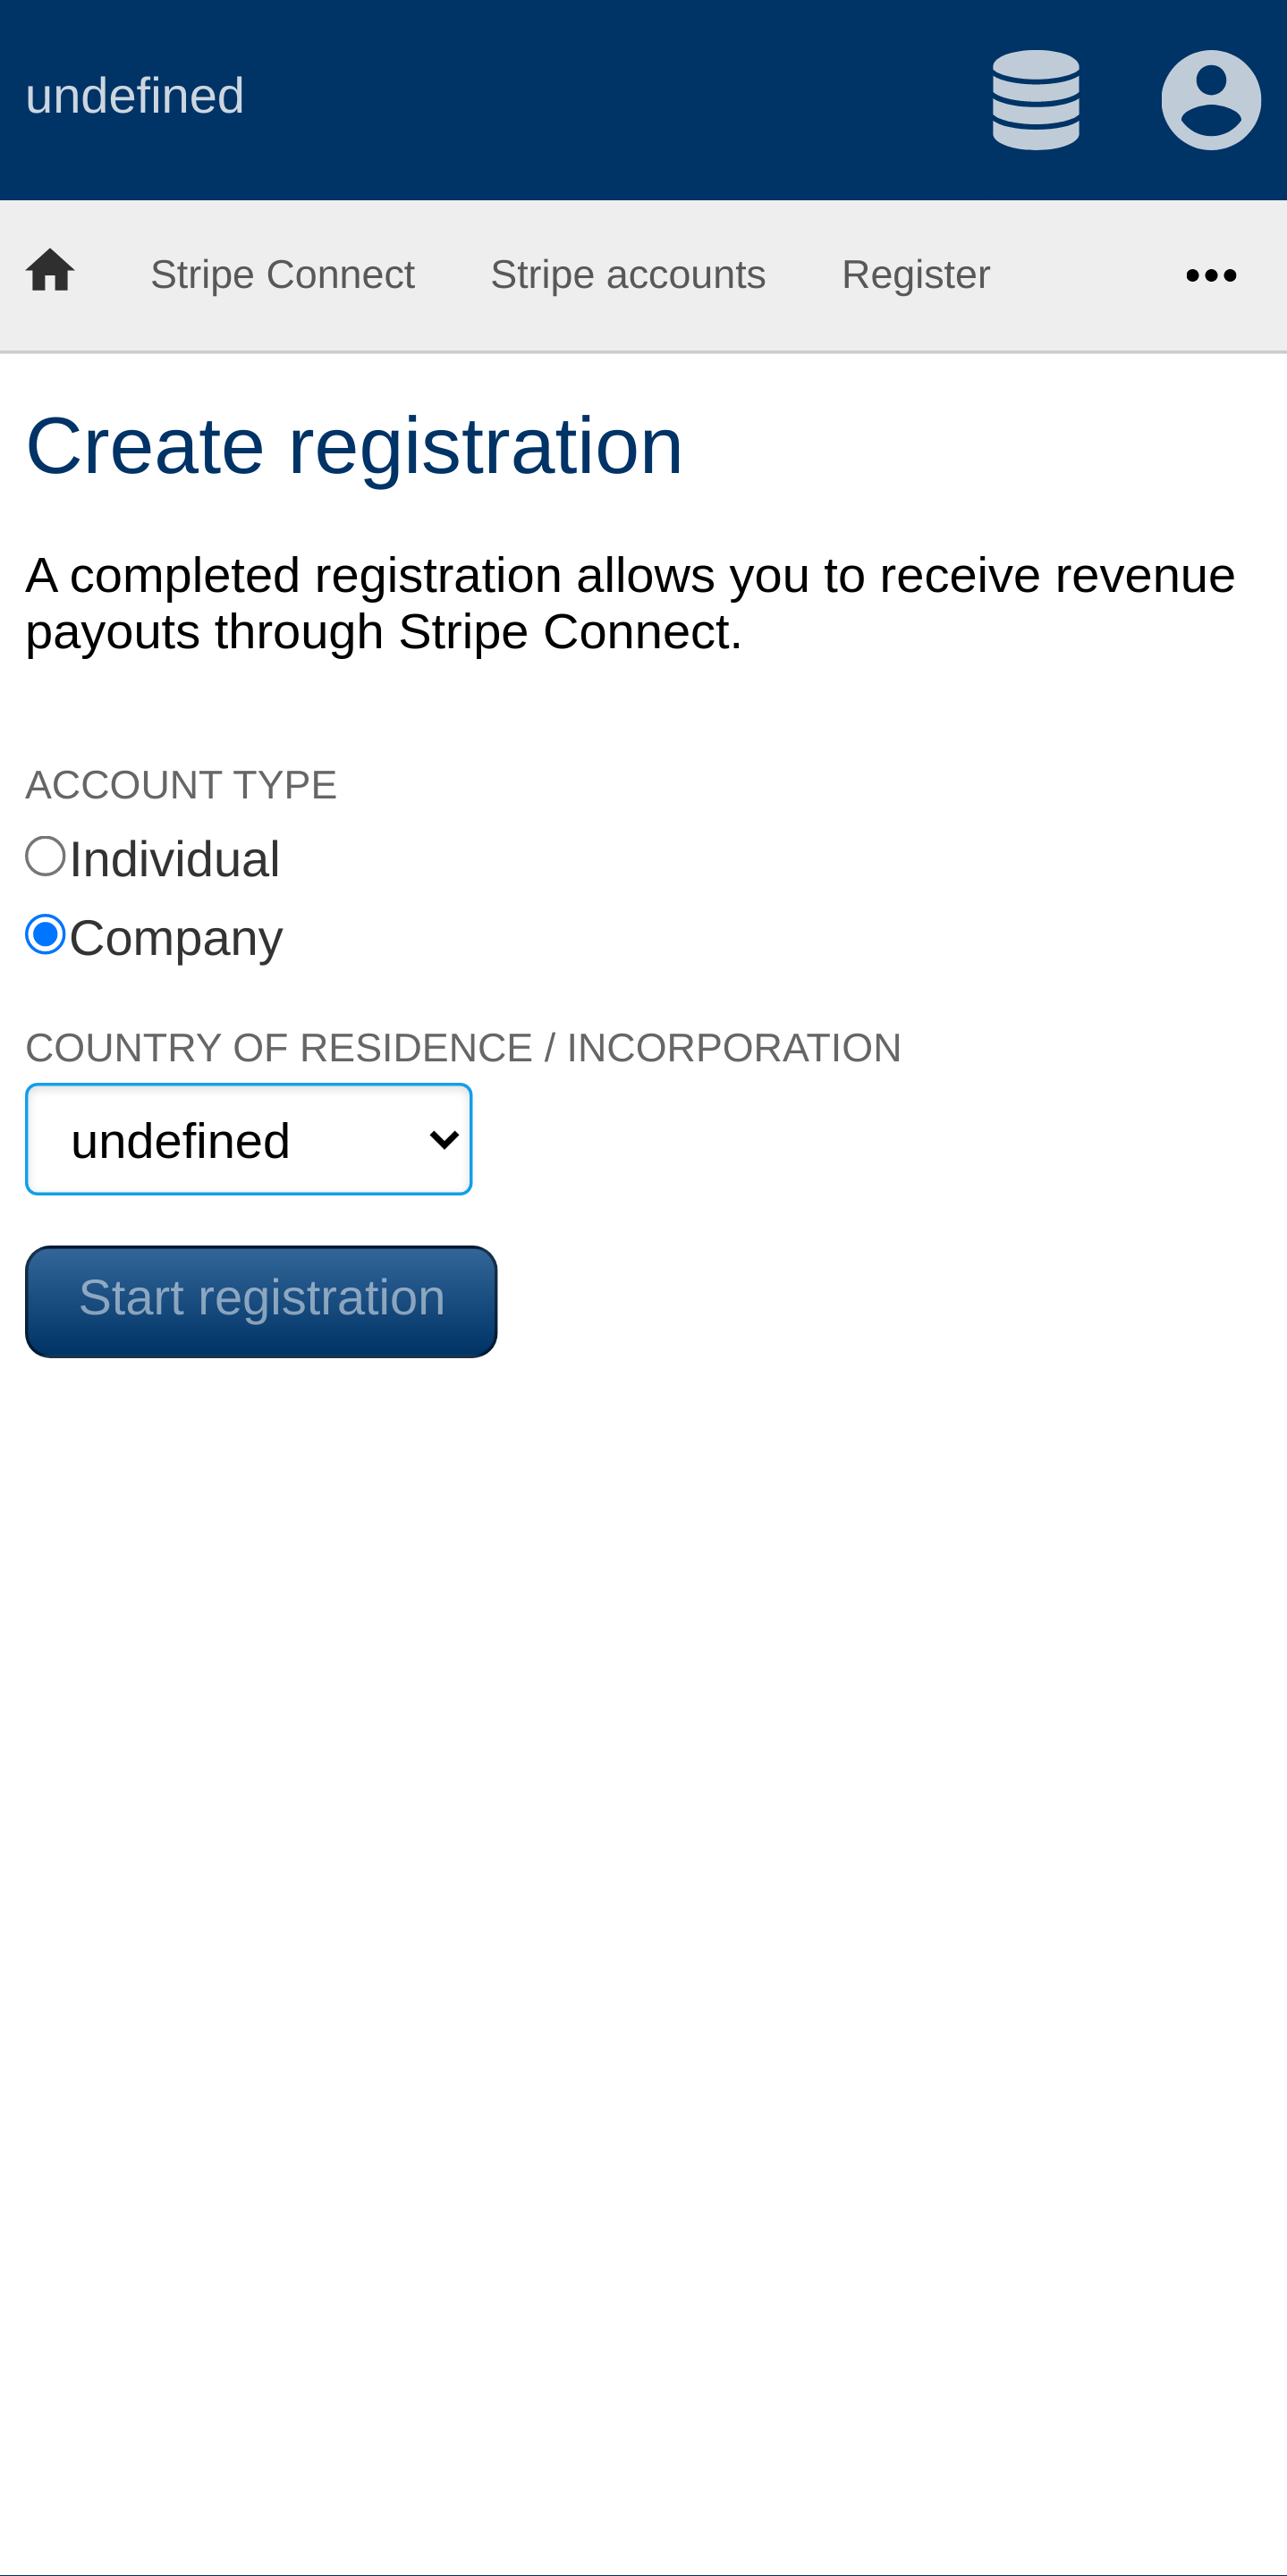 undefined
Stripe Connect Stripe accounts Register
Create registration
A completed registration allows you to receive revenue
payouts through Stripe Connect.
ACCOUNT TYPE
Individual
Company
COUNTRY OF RESIDENCE / INCORPORATION
undefined
Start registration